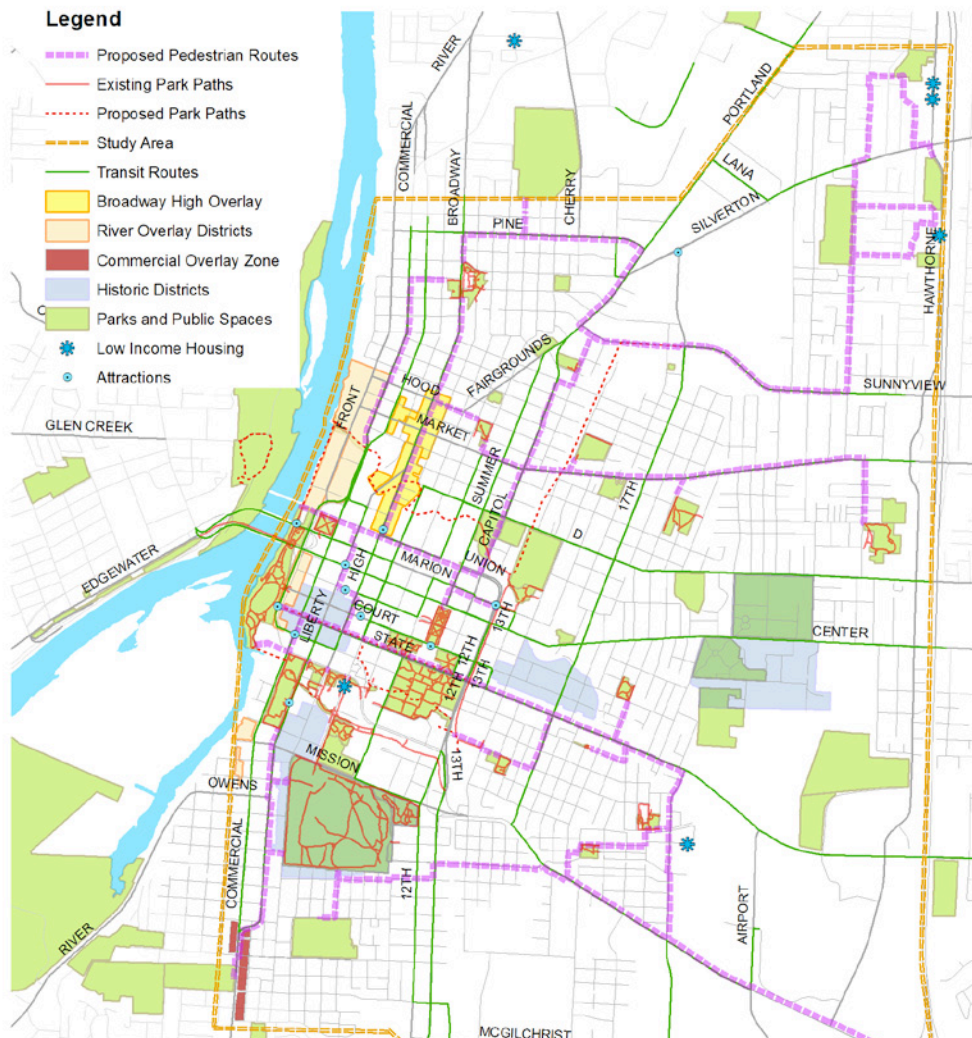 Legend
Proposed Pedestrian Routes
Existing Park Paths
Proposed Park Paths
Study Area
Transit Routes
Broadway High Overlay
River Overlay Districts
Commercial Overlay Zone
Historic Districts
Parks and Public Spaces
Low Income Housing
Attractions
RIVER
COMMERCIAL
BROADWAY
CHERRY
PORTLAND
LANA
SILVERTON
PINE
HAWTHORNE
FAIRGROUNDS
SUNNYVIEW
HOOD
FRONT
MARKET
GLEN CREEK
SUMMER
CAPITOL
17TH
D
UNION
MARION
EDGEWATER
HIGH
LIBERTY
COURT
STATE
13TH
12TH
13TH
12TH
CENTER
13TH
MISSION
OWENS
COMMERCIAL
12TH
RIVER
AIRPORT
MCGILCHRIST